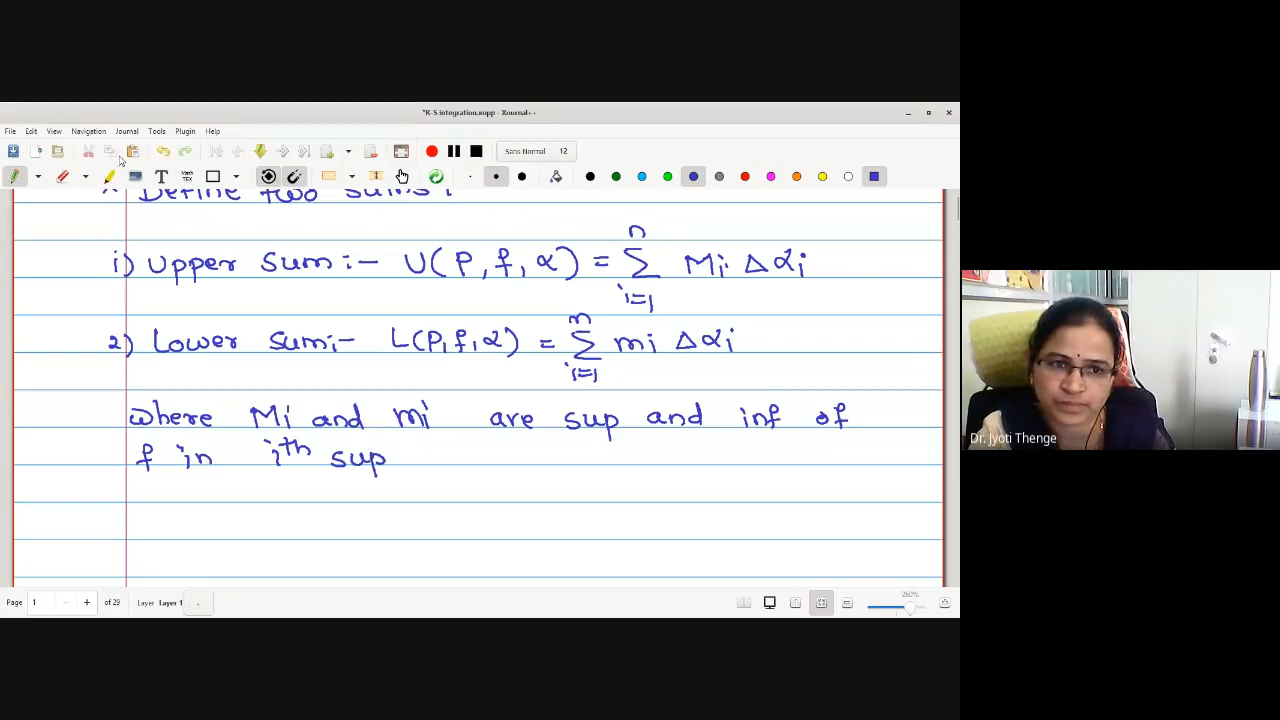 *R-S integration.xopp - Xournal++
File Edit View Navigation Journal Tools Plugin Help
Sans Normal 12
Define two sums :
i) Upper sum :- U(P, f, α) = n ∑ i=1 Mi Δαi
2) Lower sum :- L(P, f, α) = n ∑ i=1 mi Δαi
where Mi and mi are sup and inf of
f in ith sup
Dr. Jyoti Thenge
Page 1 of 29 Layer Layer 1 260%